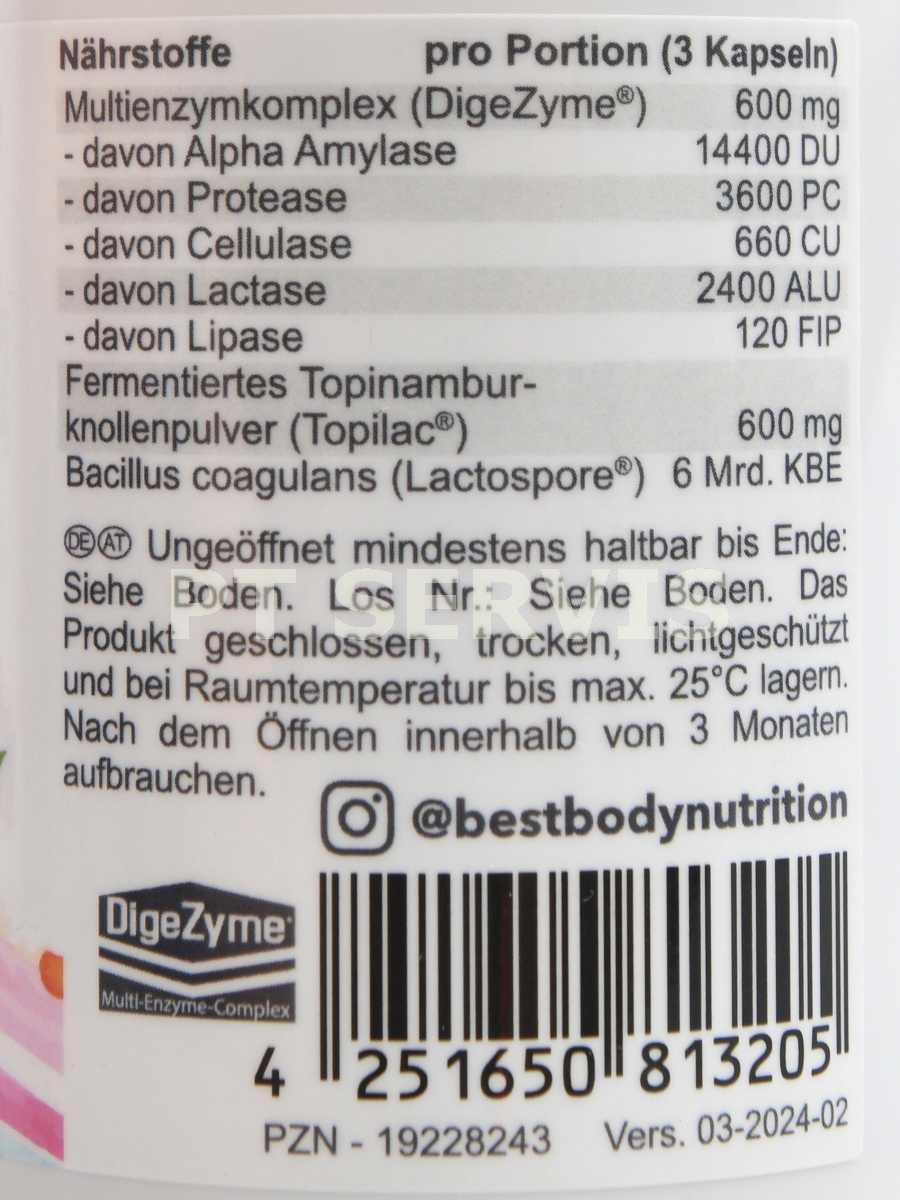 Nährstoffe pro Portion (3 Kapseln)
Multienzymkomplex (DigeZyme®) 600 mg
- davon Alpha Amylase 14400 DU
- davon Protease 3600 PC
- davon Cellulase 660 CU
- davon Lactase 2400 ALU
- davon Lipase 120 FIP
Fermentiertes Topinambur-
knollenpulver (Topilac®) 600 mg
Bacillus coagulans (Lactospore®) 6 Mrd. KBE
DE AT Ungeöffnet mindestens haltbar bis Ende:
Siehe Boden. Los Nr.: Siehe Boden. Das
PT SERVIS
Produkt geschlossen, trocken, lichtgeschützt
und bei Raumtemperatur bis max. 25°C lagern.
Nach dem Öffnen innerhalb von 3 Monaten
aufbrauchen.
@bestbodynutrition
DigeZyme®
Multi-Enzyme-Complex
4 251650 813205
PZN - 19228243 Vers. 03-2024-02